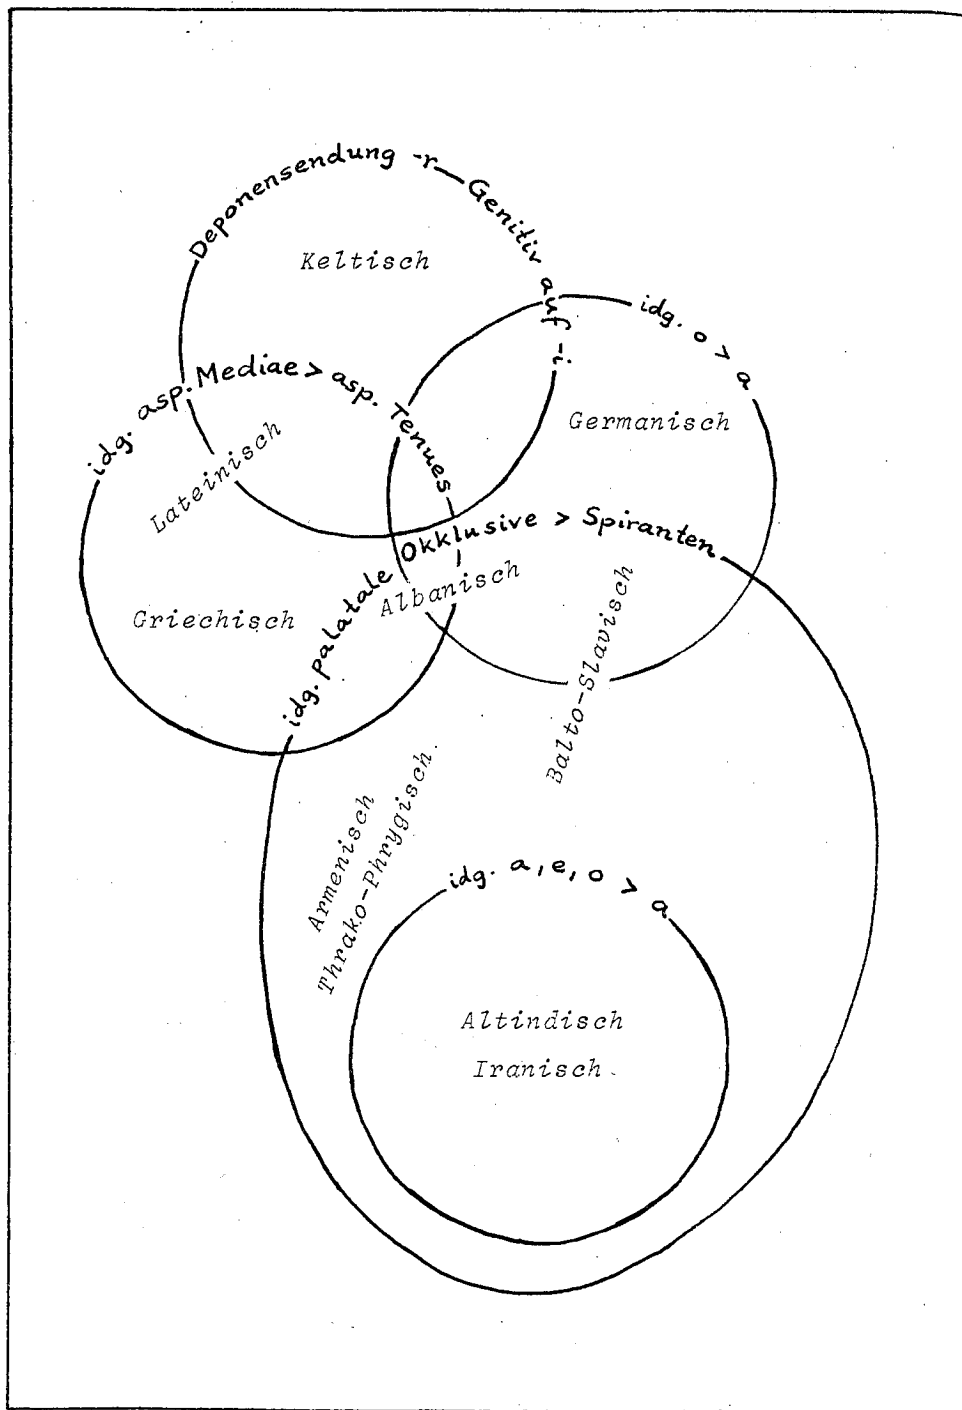 Deponensendung -r
Genitiv auf -i
Keltisch
idg. o > a
idg. asp. Mediae > asp. Tenues
Germanisch
Lateinisch
idg. palatale Okklusive > Spiranten
Albanisch
Griechisch
Balto-Slavisch
Armenisch
Thrako-Phrygisch
idg. a, e, o > a
Altindisch
Iranisch